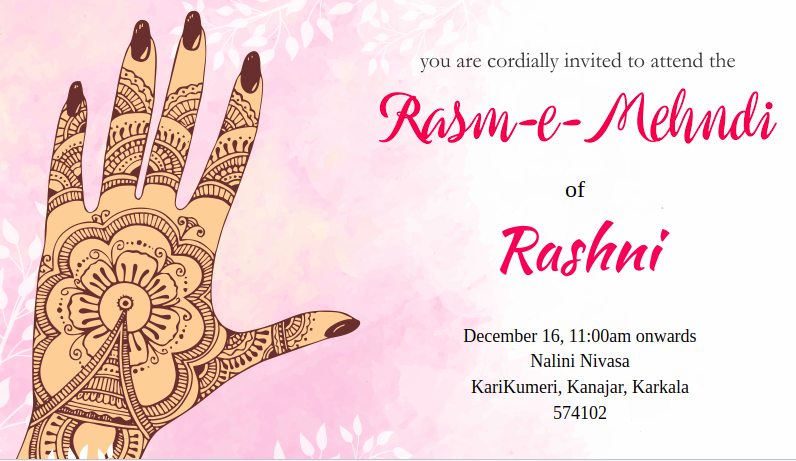 you are cordially invited to attend the
Rasm-e-Mehndi
of
Rashni
December 16, 11:00am onwards
Nalini Nivasa
KariKumeri, Kanajar, Karkala
574102